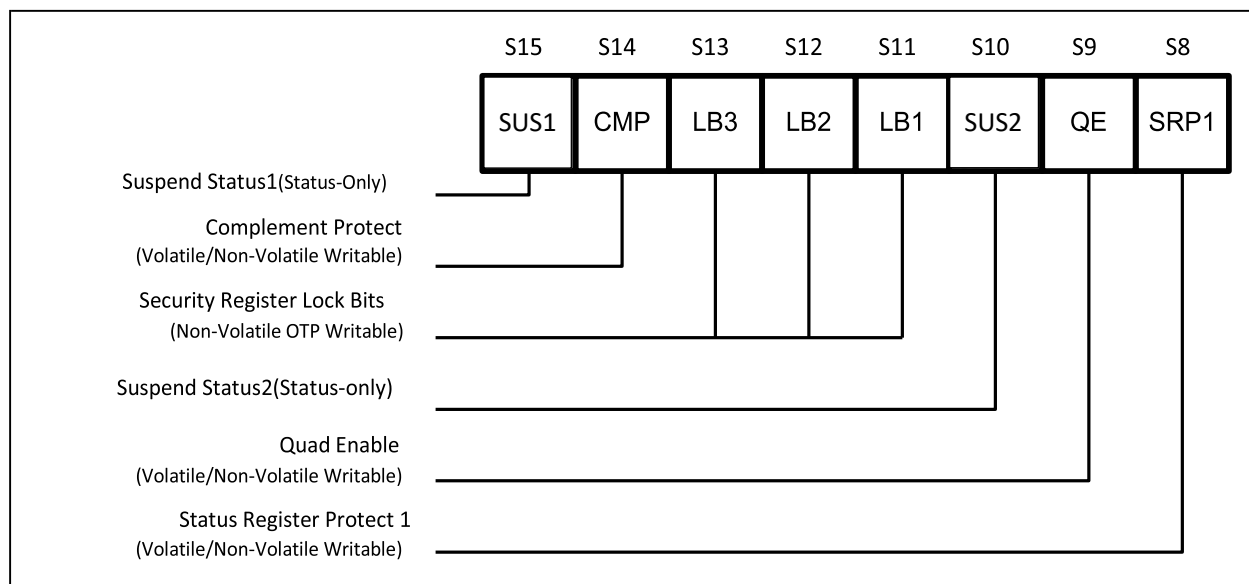 S15 S14 S13 S12 S11 S10 S9 S8
SUS1 CMP LB3 LB2 LB1 SUS2 QE SRP1
Suspend Status1(Status-Only)
Complement Protect
(Volatile/Non-Volatile Writable)
Security Register Lock Bits
(Non-Volatile OTP Writable)
Suspend Status2(Status-only)
Quad Enable
(Volatile/Non-Volatile Writable)
Status Register Protect 1
(Volatile/Non-Volatile Writable)